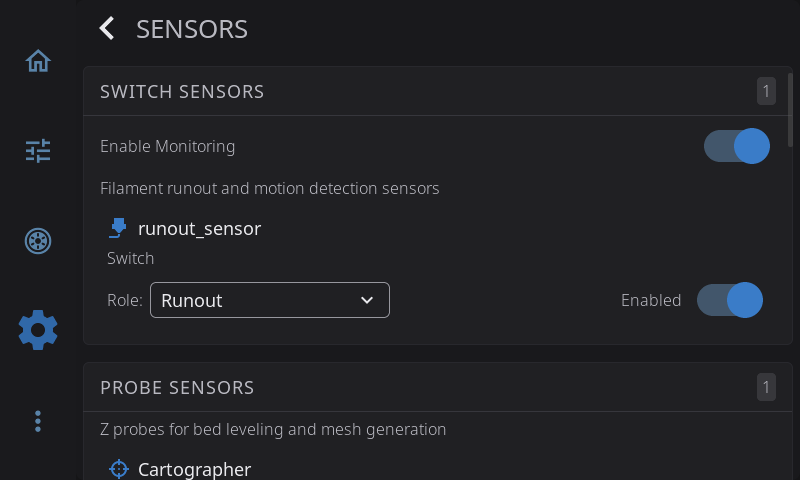 SENSORS
SWITCH SENSORS 1
Enable Monitoring
Filament runout and motion detection sensors
runout_sensor
Switch
Role: Runout Enabled
PROBE SENSORS 1
Z probes for bed leveling and mesh generation
Cartographer